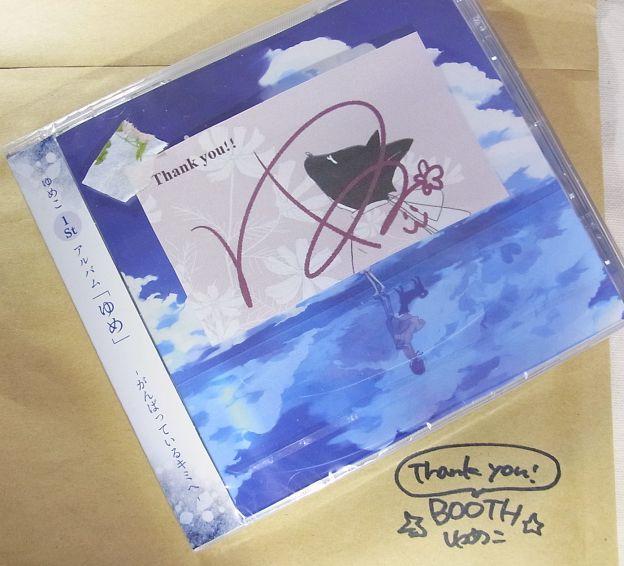 ゆめこ 1St アルバム「ゆめ」
-がんばっているキミへ-
Thank you!!
Thank you!
BOOTH
ゆめこ